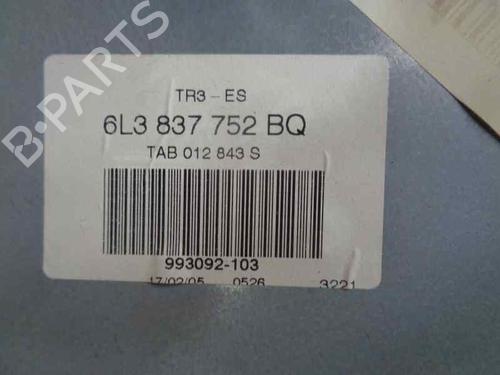 B-PARTS
TR3-ES
6L3 837 752 BQ
TAB 012 843 S
993092-103
17/02/05 0526 3221